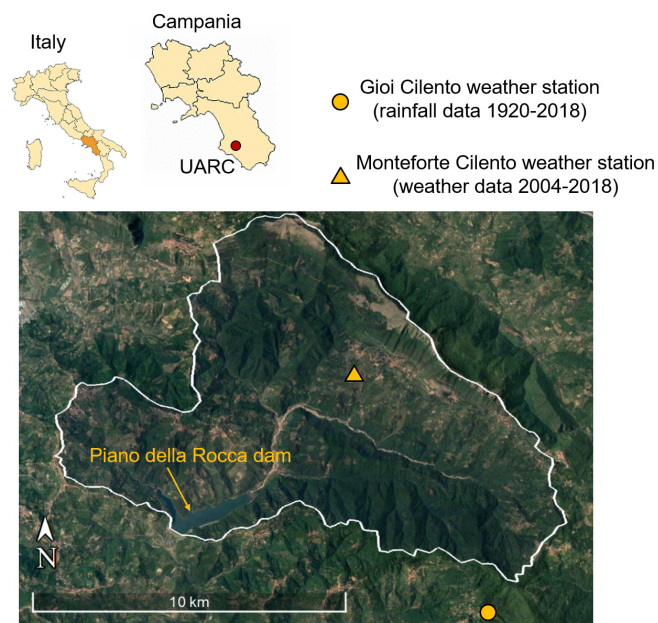 Italy
Campania
UARC
Gioi Cilento weather station
(rainfall data 1920-2018)
Monteforte Cilento weather station
(weather data 2004-2018)
Piano della Rocca dam
N
10 km